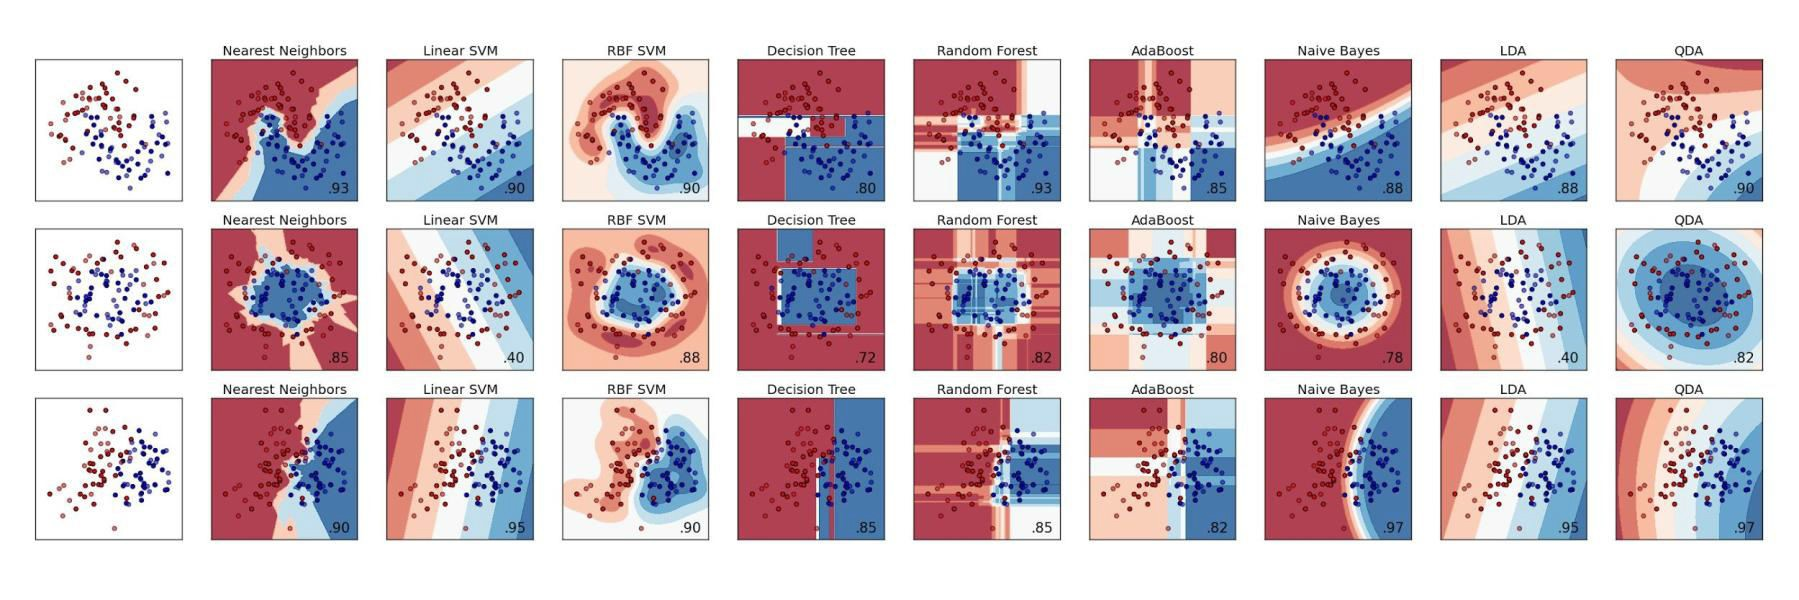 Nearest Neighbors Linear SVM RBF SVM Decision Tree Random Forest AdaBoost Naive Bayes LDA QDA
.93 .90 .90 .80 .93 .85 .88 .88 .90
Nearest Neighbors Linear SVM RBF SVM Decision Tree Random Forest AdaBoost Naive Bayes LDA QDA
.85 .40 .88 .72 .82 .80 .78 .40 .82
Nearest Neighbors Linear SVM RBF SVM Decision Tree Random Forest AdaBoost Naive Bayes LDA QDA
.90 .95 .90 .85 .85 .82 .97 .95 .97